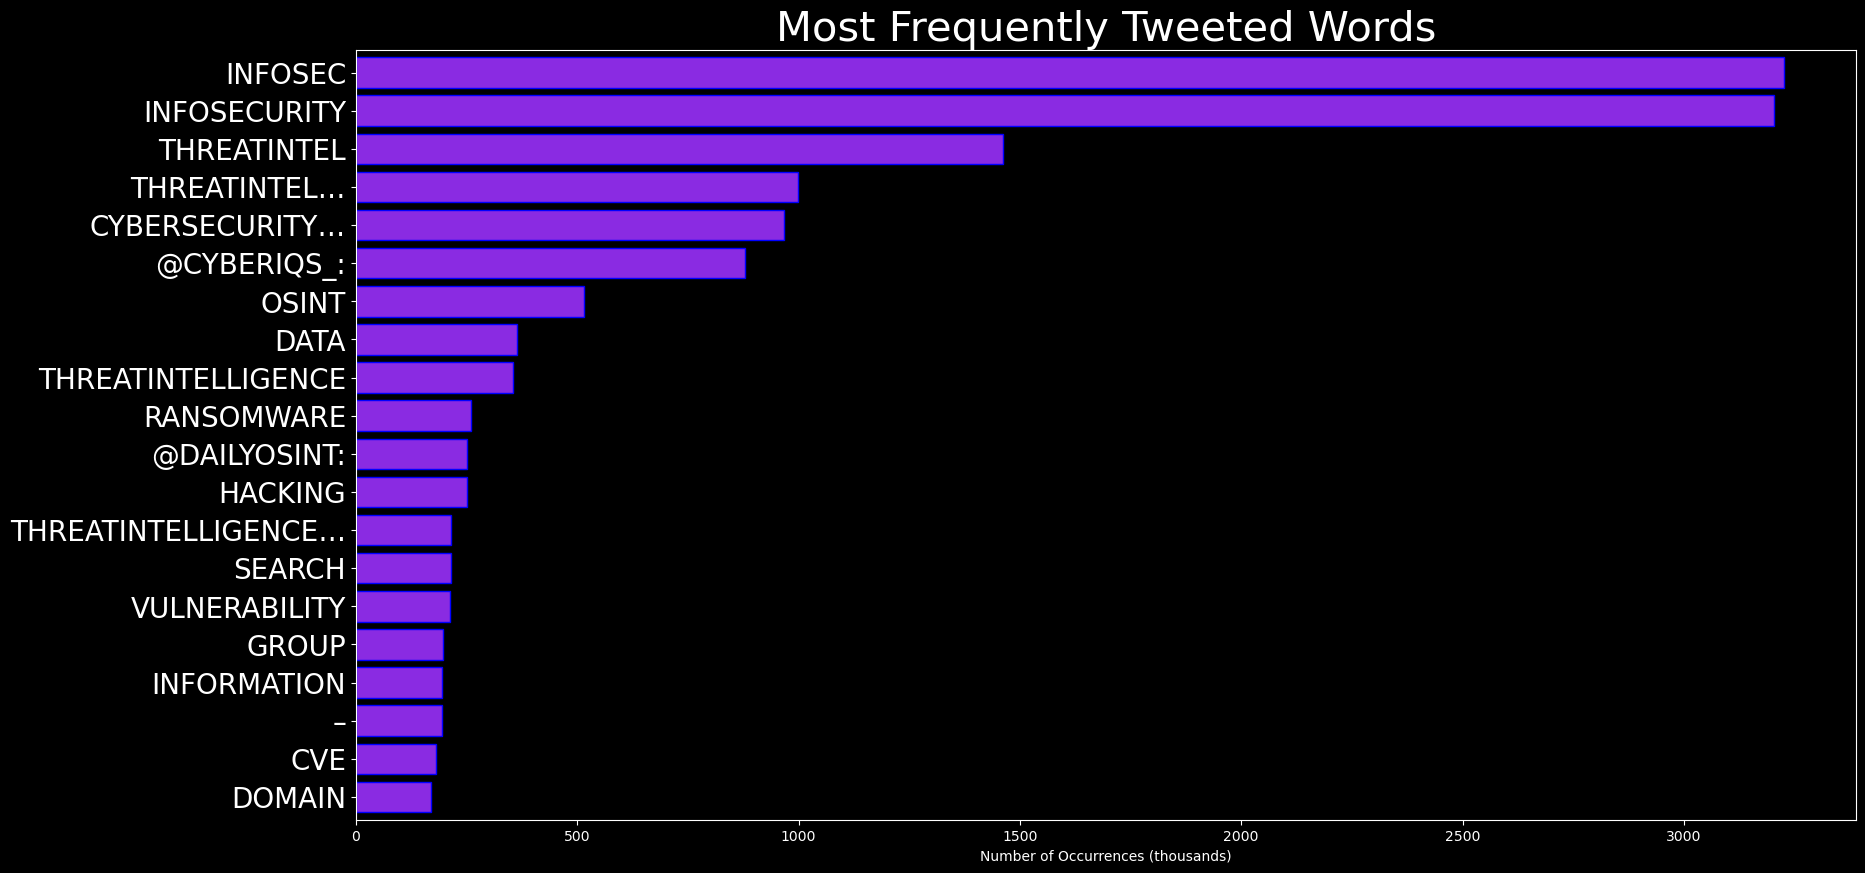 Most Frequently Tweeted Words
INFOSEC
INFOSECURITY
THREATINTEL
THREATINTEL…
CYBERSECURITY…
@CYBERIQS_:
OSINT
DATA
THREATINTELLIGENCE
RANSOMWARE
@DAILYOSINT:
HACKING
THREATINTELLIGENCE…
SEARCH
VULNERABILITY
GROUP
INFORMATION
–
CVE
DOMAIN
0 500 1000 1500 2000 2500 3000
Number of Occurrences (thousands)